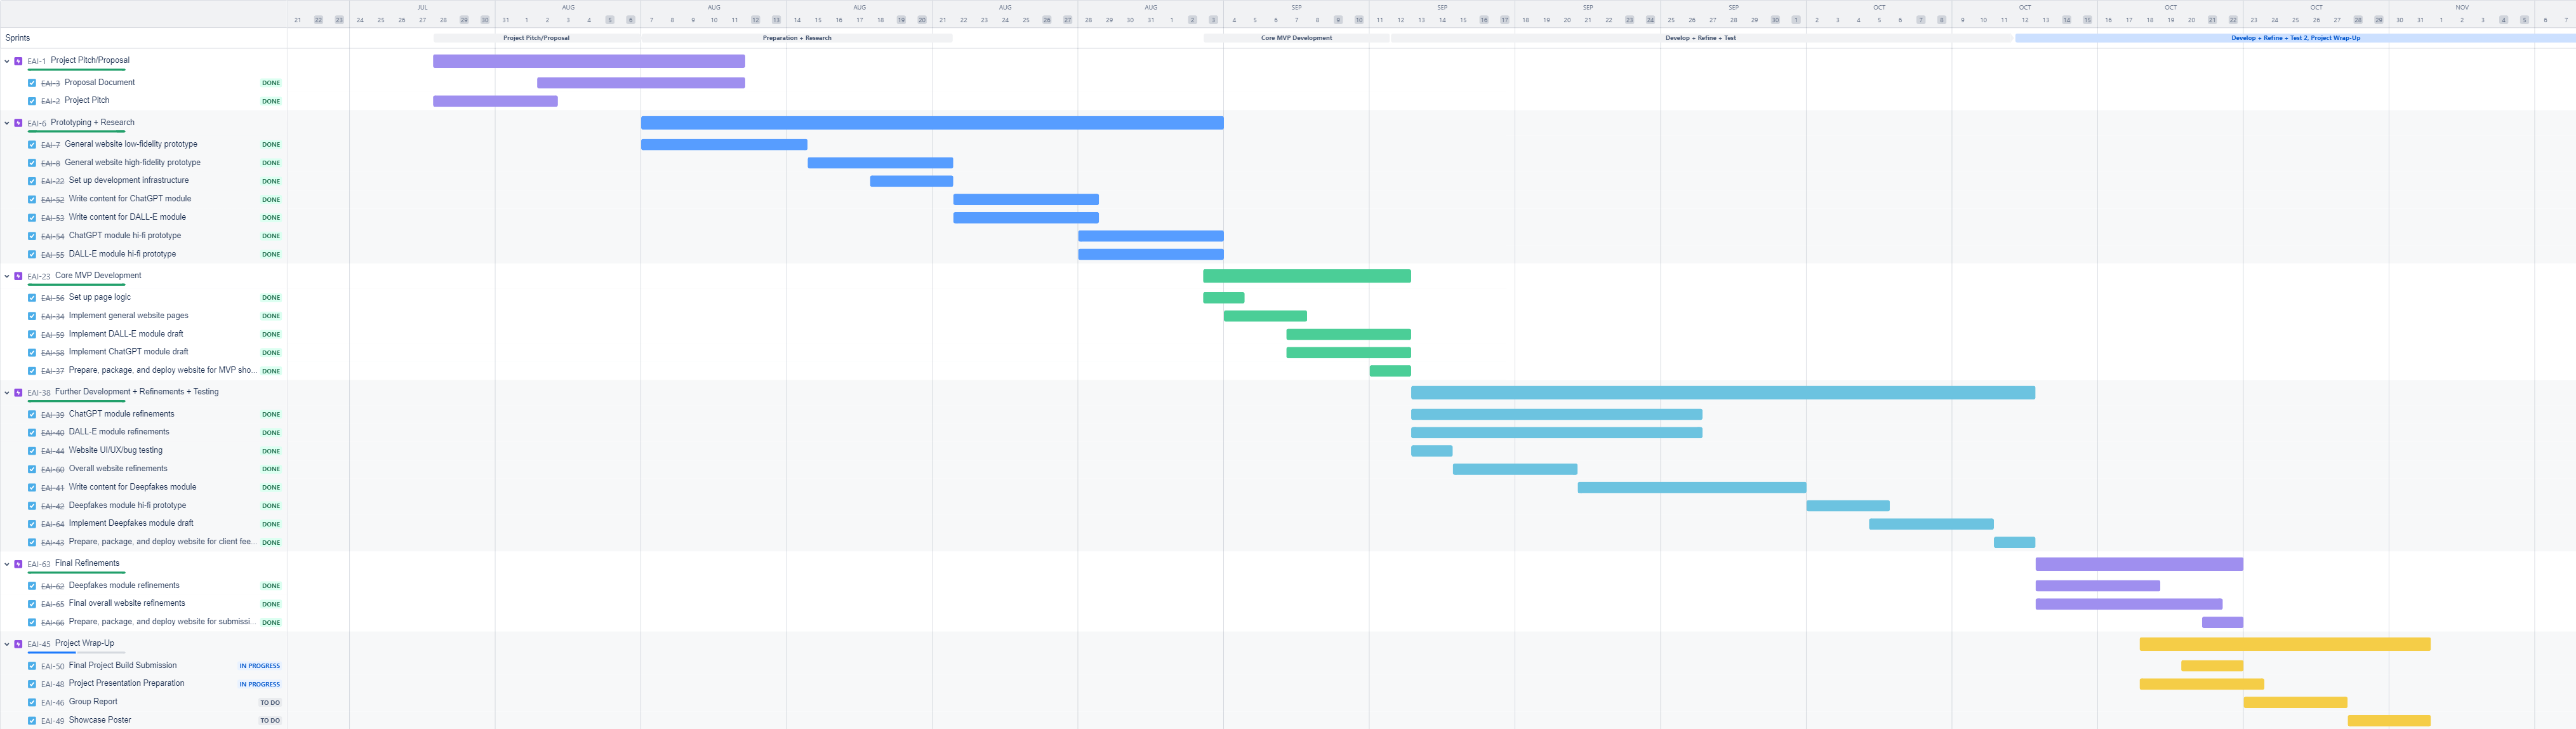 JUL AUG AUG AUG AUG AUG SEP SEP SEP SEP OCT OCT OCT OCT NOV
21 22 23 24 25 26 27 28 29 30 31 1 2 3 4 5 6 7 8 9 10 11 12 13 14 15 16 17 18 19 20 21 22 23 24 25 26 27 28 29 30 31 1 2 3 4 5 6 7 8 9 10 11 12 13 14 15 16 17 18 19 20 21 22 23 24 25 26 27 28 29 30 1 2 3 4 5 6 7 8 9 10 11 12 13 14 15 16 17 18 19 20 21 22 23 24 25 26 27 28 29 30 31 1 2 3 4 5 6 7
Sprints Project Pitch/Proposal Preparation + Research Core MVP Development Develop + Refine + Test Develop + Refine + Test 2, Project Wrap-Up
EAI-1 Project Pitch/Proposal
EAI-3 Proposal Document DONE
EAI-2 Project Pitch DONE
EAI-6 Prototyping + Research
EAI-7 General website low-fidelity prototype DONE
EAI-8 General website high-fidelity prototype DONE
EAI-22 Set up development infrastructure DONE
EAI-52 Write content for ChatGPT module DONE
EAI-53 Write content for DALL-E module DONE
EAI-54 ChatGPT module hi-fi prototype DONE
EAI-55 DALL-E module hi-fi prototype DONE
EAI-23 Core MVP Development
EAI-56 Set up page logic DONE
EAI-34 Implement general website pages DONE
EAI-59 Implement DALL-E module draft DONE
EAI-58 Implement ChatGPT module draft DONE
EAI-37 Prepare, package, and deploy website for MVP sho... DONE
EAI-38 Further Development + Refinements + Testing
EAI-39 ChatGPT module refinements DONE
EAI-40 DALL-E module refinements DONE
EAI-44 Website UI/UX/bug testing DONE
EAI-60 Overall website refinements DONE
EAI-41 Write content for Deepfakes module DONE
EAI-42 Deepfakes hi-fi prototype DONE
EAI-64 Implement Deepfakes module draft DONE
EAI-43 Prepare, package, and deploy website for client fee... DONE
EAI-63 Final Refinements
EAI-62 Deepfakes module refinements DONE
EAI-65 Final overall website refinements DONE
EAI-66 Prepare, package, and deploy website for submissi... DONE
EAI-45 Project Wrap-Up
EAI-50 Final Project Build Submission IN PROGRESS
EAI-48 Project Presentation Preparation IN PROGRESS
EAI-46 Group Report TO DO
EAI-49 Showcase Poster TO DO